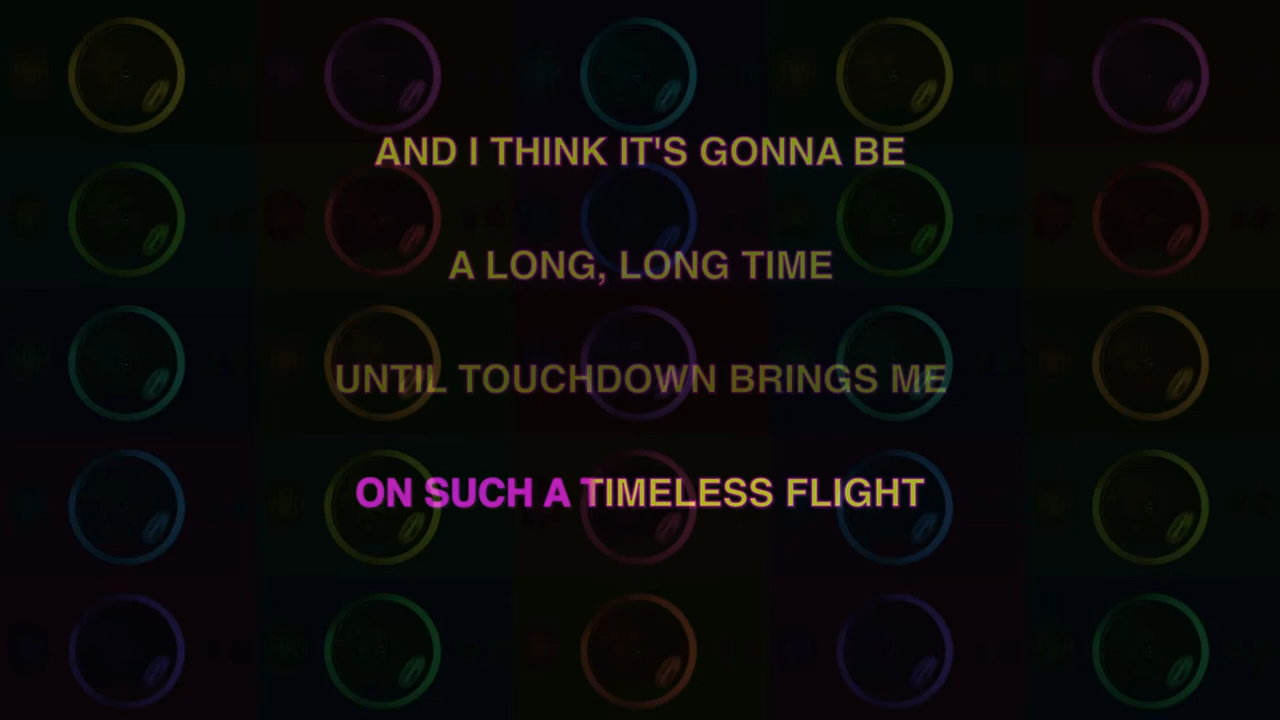 AND I THINK IT'S GONNA BE
A LONG, LONG TIME
UNTIL TOUCHDOWN BRINGS ME
ON SUCH A TIMELESS FLIGHT